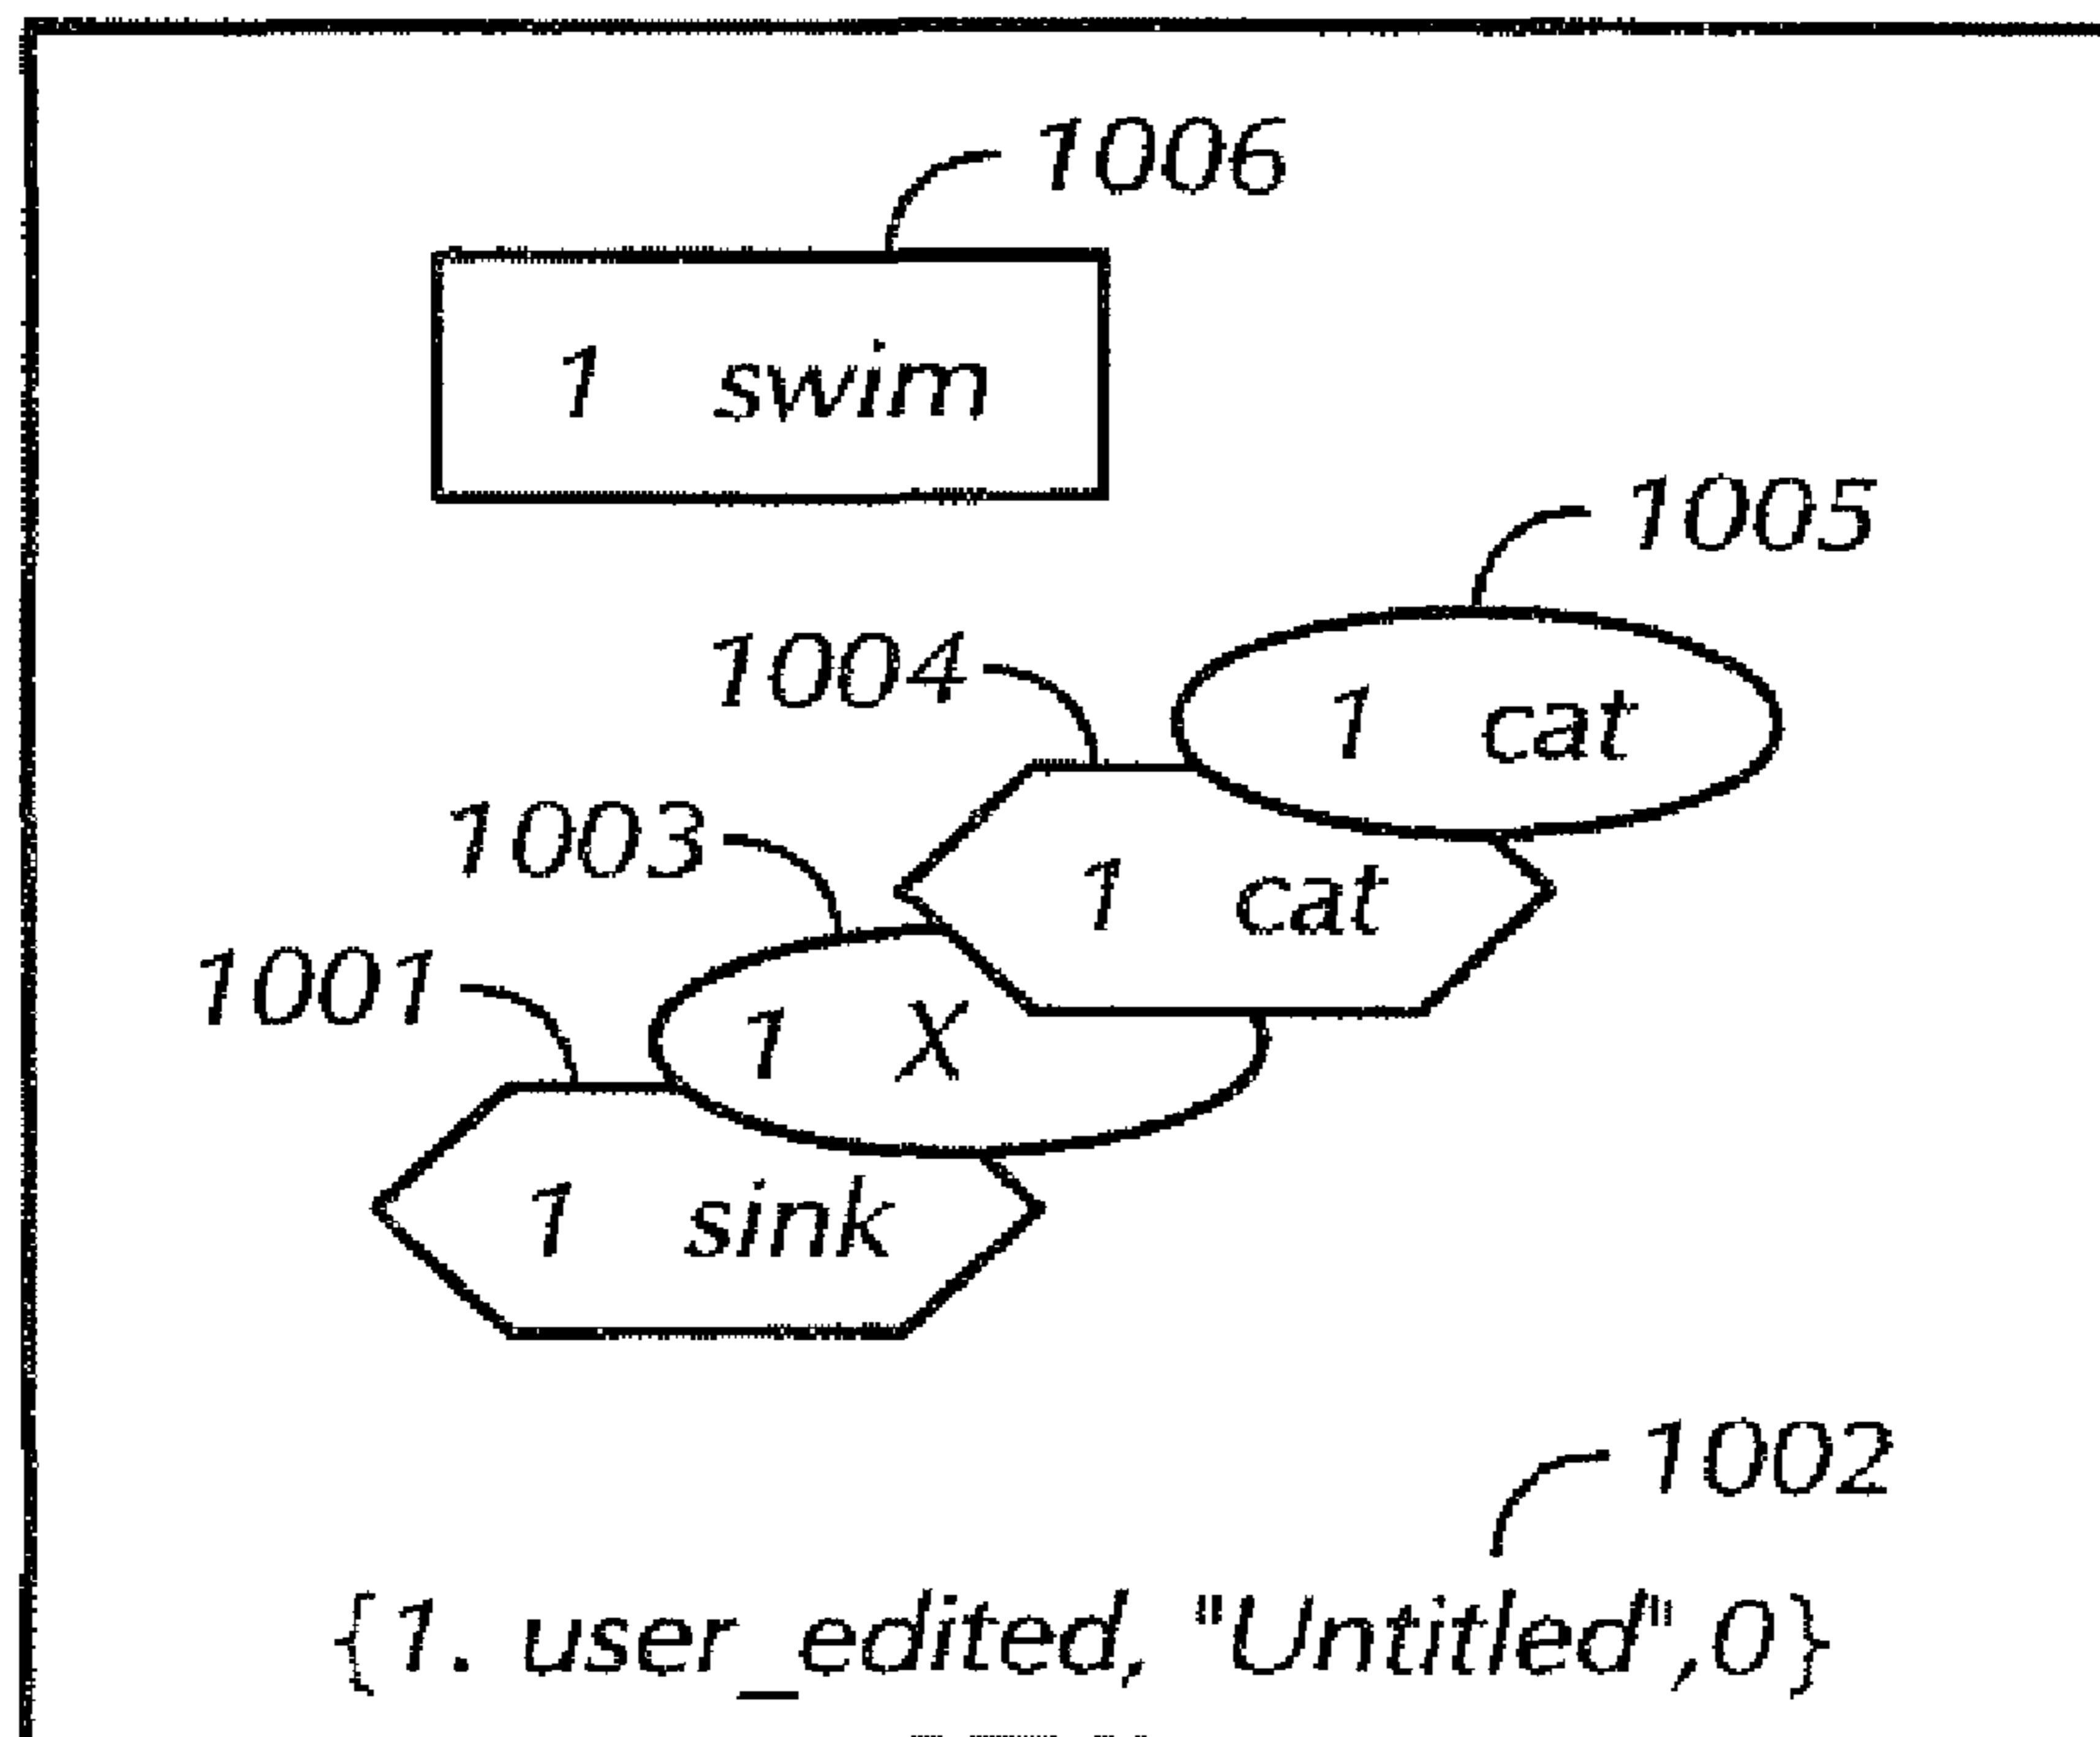 1006
1 swim
1005
1004
1 cat
1003
1 cat
1001
1 X
1 sink
1002
{1. user_edited, "Untitled",0}